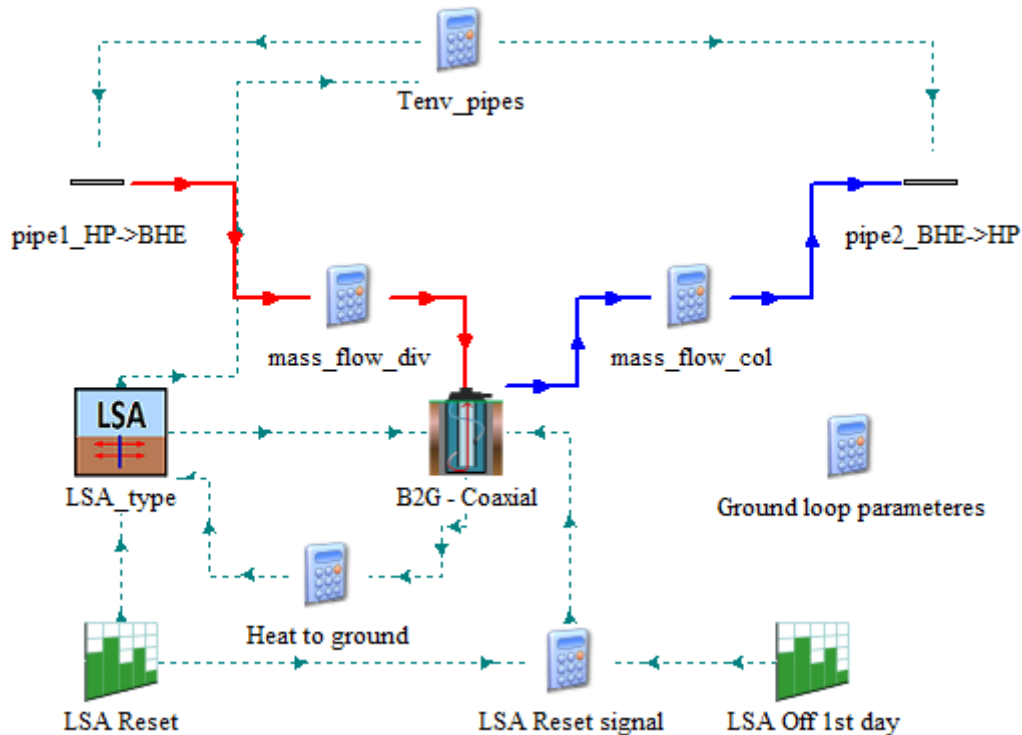 Tenv_pipes
pipe1_HP->BHE
pipe2_BHE->HP
mass_flow_div
mass_flow_col
LSA
LSA_type
B2G - Coaxial
Ground loop parameteres
Heat to ground
LSA Reset
LSA Reset signal
LSA Off 1st day